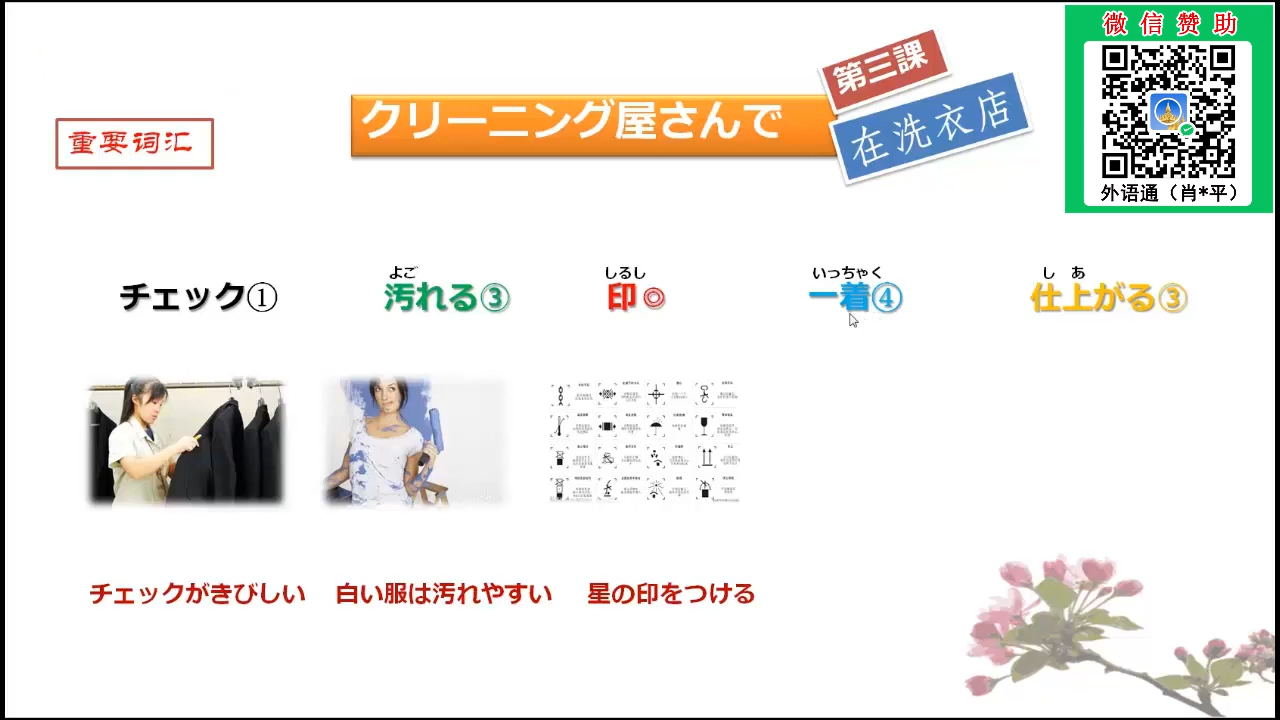 微信赞助
外语通（肖*平）
第三課
クリーニング屋さんで
在洗衣店
重要词汇
よご
しるし
いっちゃく
し あ
チェック①
汚れる③
印◎
一着④
仕上がる③
チェックがきびしい
白い服は汚れやすい
星の印をつける